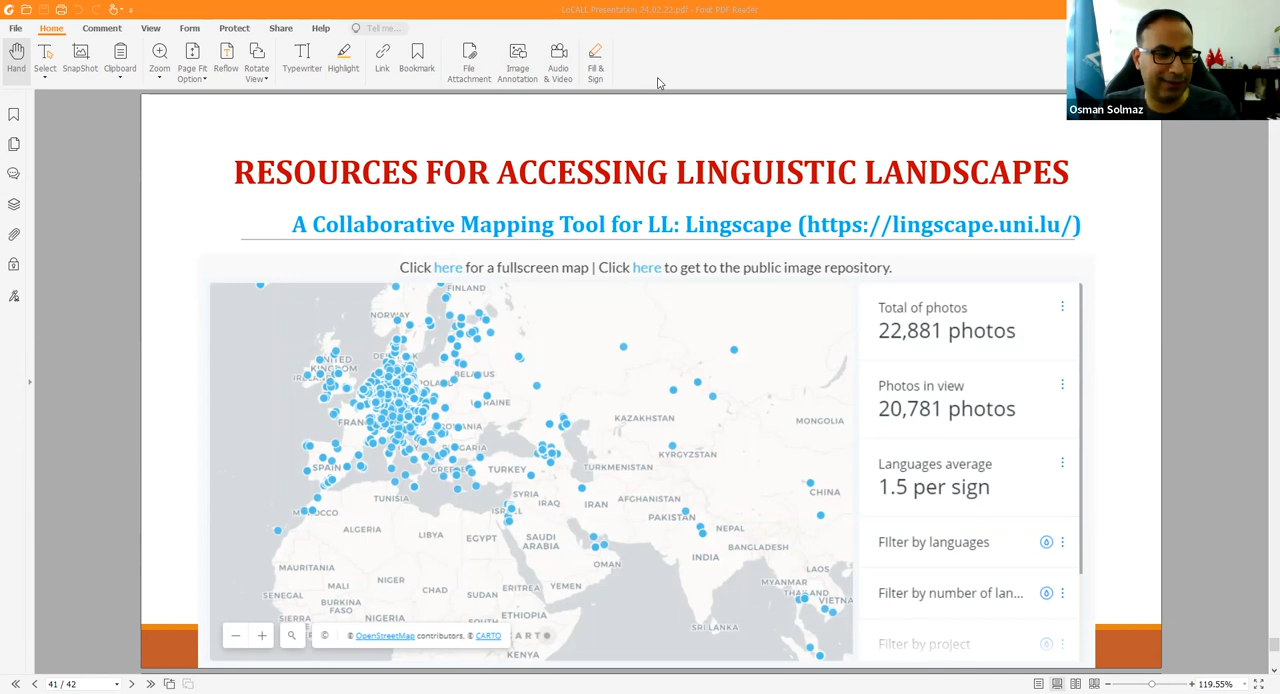 LoCALL Presentation-21.02.22.pdf - Foxit PDF Reader
File Home Comment View Form Protect Share Help Tell me...
Hand Select SnapShot Clipboard Zoom Page Fit Option Reflow Rotate View Typewriter Highlight Link Bookmark File Attachment Image Annotation Audio & Video Fill & Sign
Osman Solmaz
RESOURCES FOR ACCESSING LINGUISTIC LANDSCAPES
A Collaborative Mapping Tool for LL: Lingscape (https://lingscape.uni.lu/)
Click here for a fullscreen map | Click here to get to the public image repository.
FINLAND
NORWAY
UNITED
KINGDOM
BELARUS
UKRAINE
KAZAKHSTAN
MONGOLIA
KYRGYZSTAN
SPAIN
TURKEY
TURKMENISTAN
TUNISIA
SYRIA
IRAQ
IRAN
AFGHANISTAN
CHINA
MOROCCO
PAKISTAN
ALGERIA
LIBYA
EGYPT
SAUDI
ARABIA
NEPAL
INDIA
BANGLADESH
OMAN
MAURITANIA
MALI
NIGER
CHAD
SUDAN
ERITREA
YEMEN
MYANMAR
LAOS
THAILAND
VIETNA
SENEGAL
BURKINA
FASO
NIGERIA
ETHIOPIA
SRI LANKA
SIERRA
KENYA
Total of photos
22,881 photos
Photos in view
20,781 photos
Languages average
1.5 per sign
FIlter by languages
Filter by number of lan...
Filter by project
− + © © OpenStreetMap contributors, © CARTO
41 / 42
119.55%